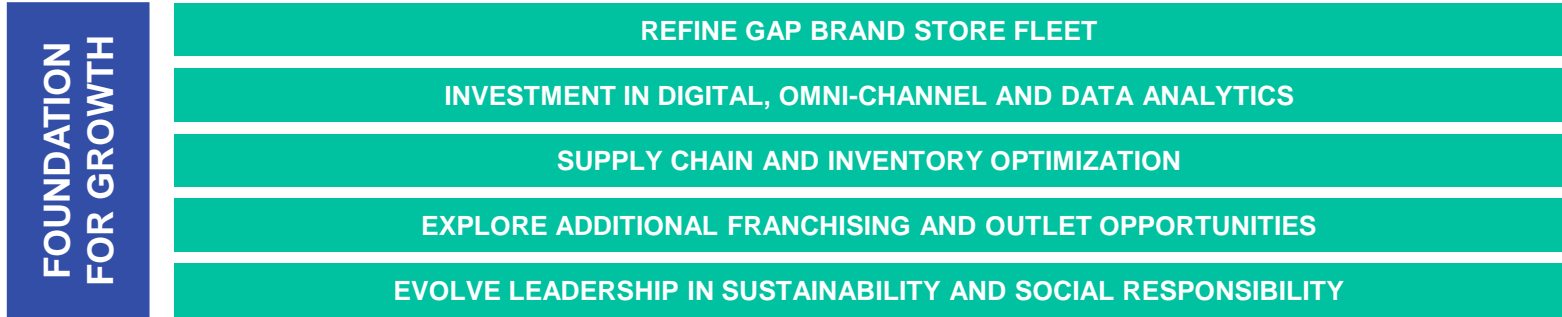 FOUNDATION
FOR GROWTH
REFINE GAP BRAND STORE FLEET
INVESTMENT IN DIGITAL, OMNI-CHANNEL AND DATA ANALYTICS
SUPPLY CHAIN AND INVENTORY OPTIMIZATION
EXPLORE ADDITIONAL FRANCHISING AND OUTLET OPPORTUNITIES
EVOLVE LEADERSHIP IN SUSTAINABILITY AND SOCIAL RESPONSIBILITY